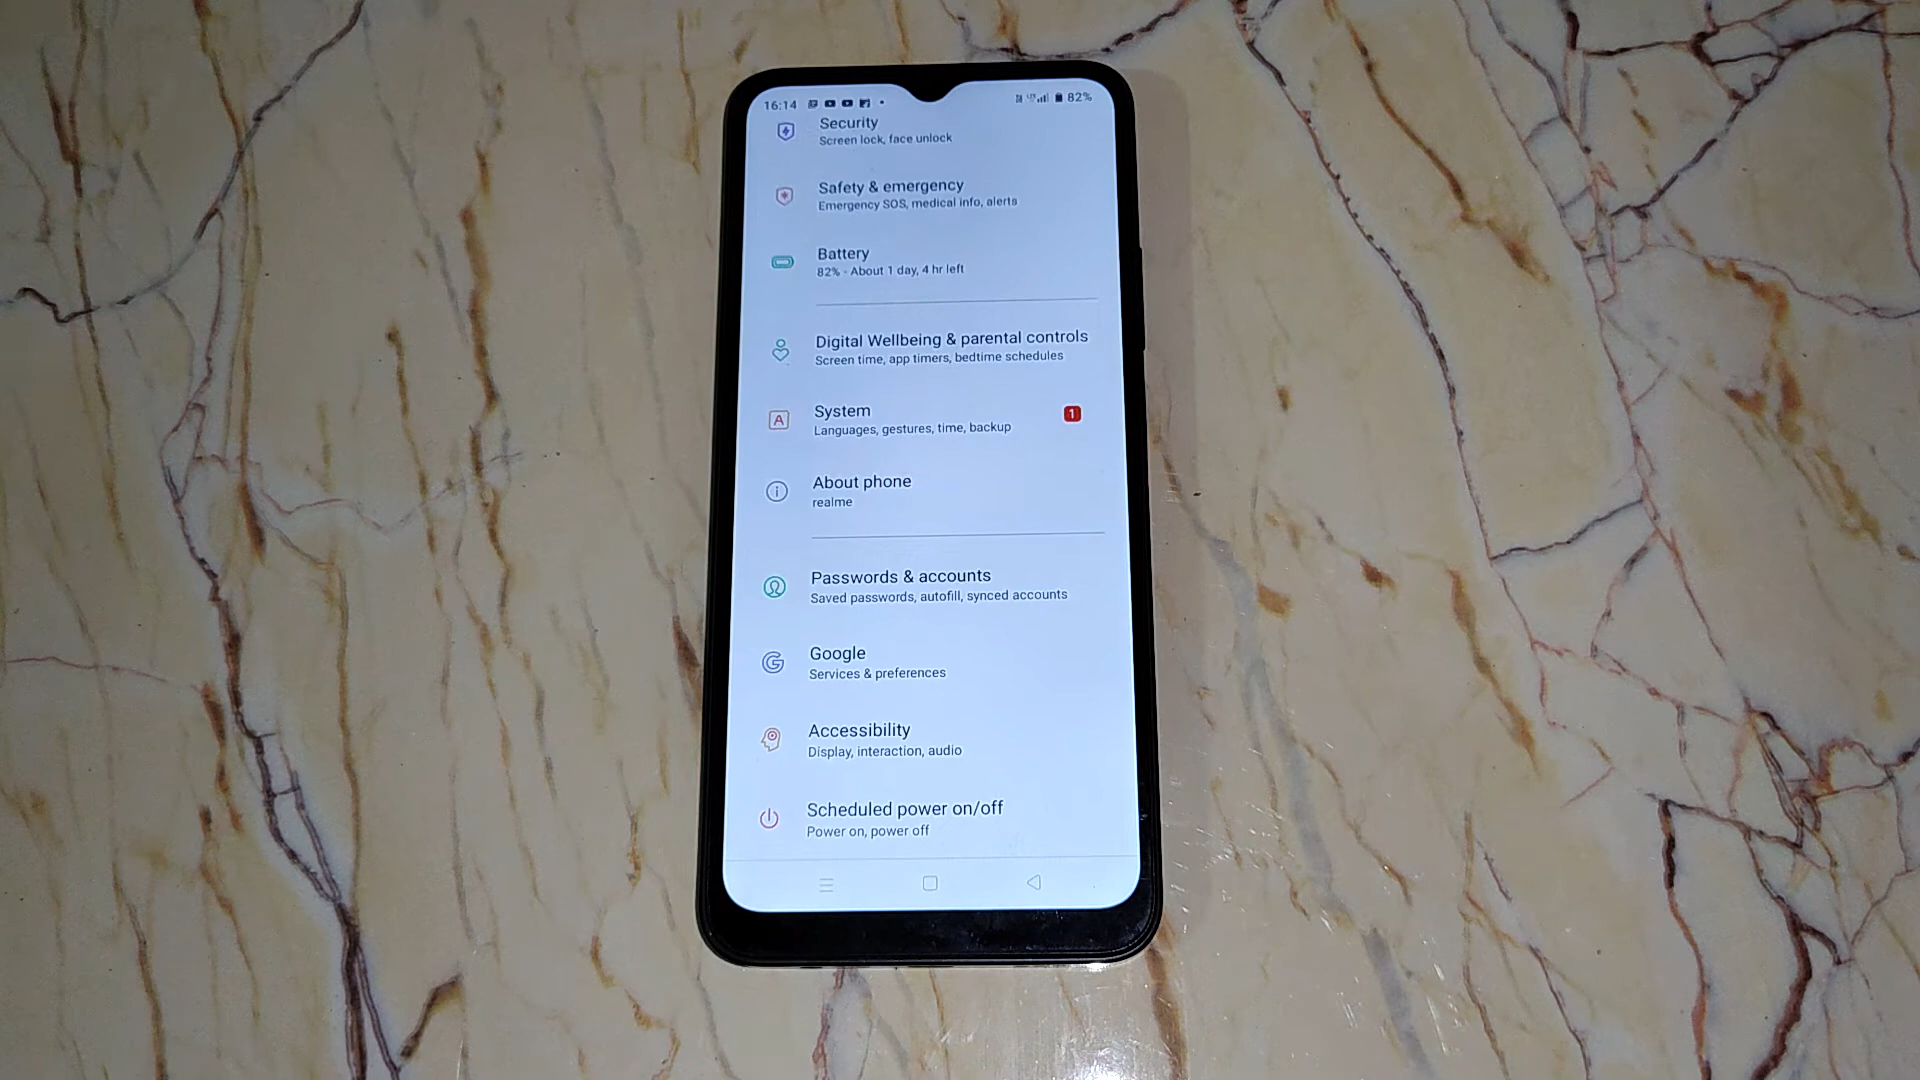 16:14 82%
Security
Screen lock, face unlock
Safety & emergency
Emergency SOS, medical info, alerts
Battery
82% - About 1 day, 4 hr left
Digital Wellbeing & parental controls
Screen time, app timers, bedtime schedules
System 1
Languages, gestures, time, backup
About phone
realme
Passwords & accounts
Saved passwords, autofill, synced accounts
Google
Services & preferences
Accessibility
Display, interaction, audio
Scheduled power on/off
Power on, power off